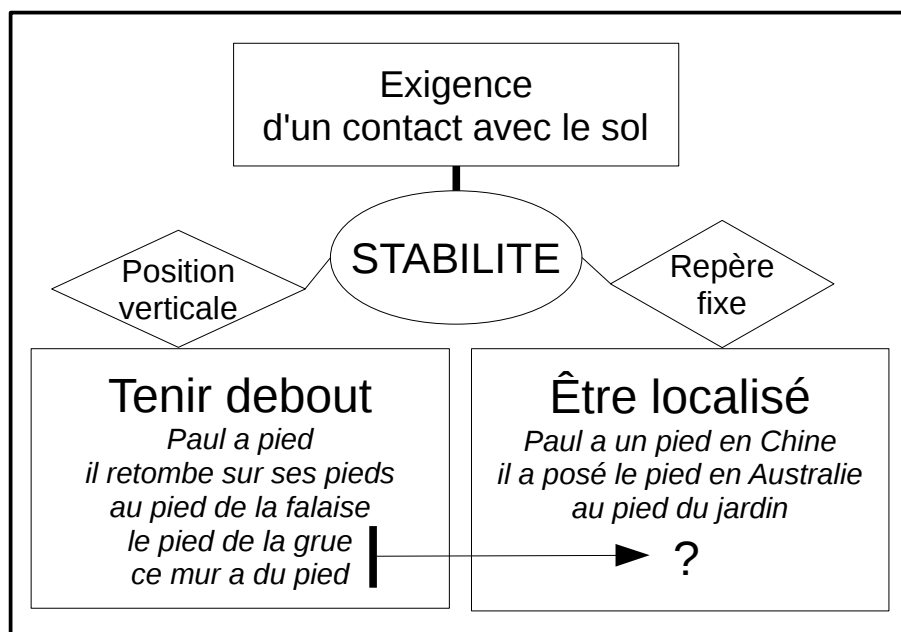 Exigence
d'un contact avec le sol
STABILITE
Position
verticale
Repère
fixe
Tenir debout
Paul a pied
il retombe sur ses pieds
au pied de la falaise
le pied de la grue
ce mur a du pied
Être localisé
Paul a un pied en Chine
il a posé le pied en Australie
au pied du jardin
?